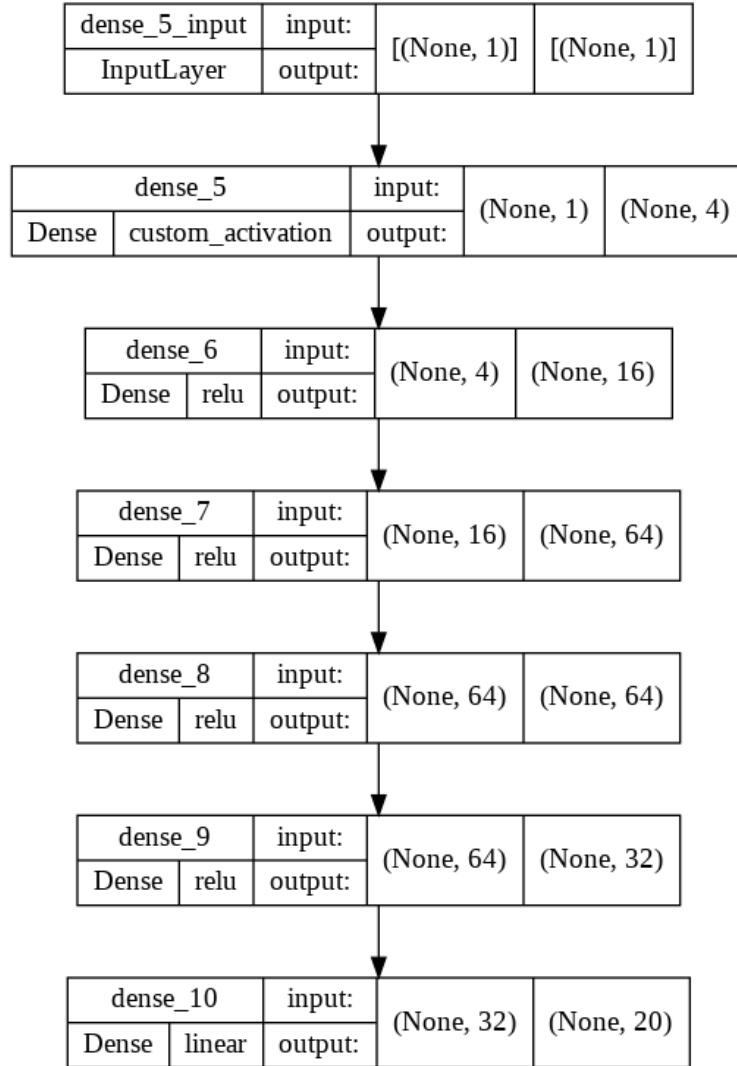 dense_5_input input: [(None, 1)] [(None, 1)]
InputLayer output:
dense_5 input: (None, 1) (None, 4)
Dense custom_activation output:
dense_6 input: (None, 4) (None, 16)
Dense relu output:
dense_7 input: (None, 16) (None, 64)
Dense relu output:
dense_8 input: (None, 64) (None, 64)
Dense relu output:
dense_9 input: (None, 64) (None, 32)
Dense relu output:
dense_10 input: (None, 32) (None, 20)
Dense linear output: